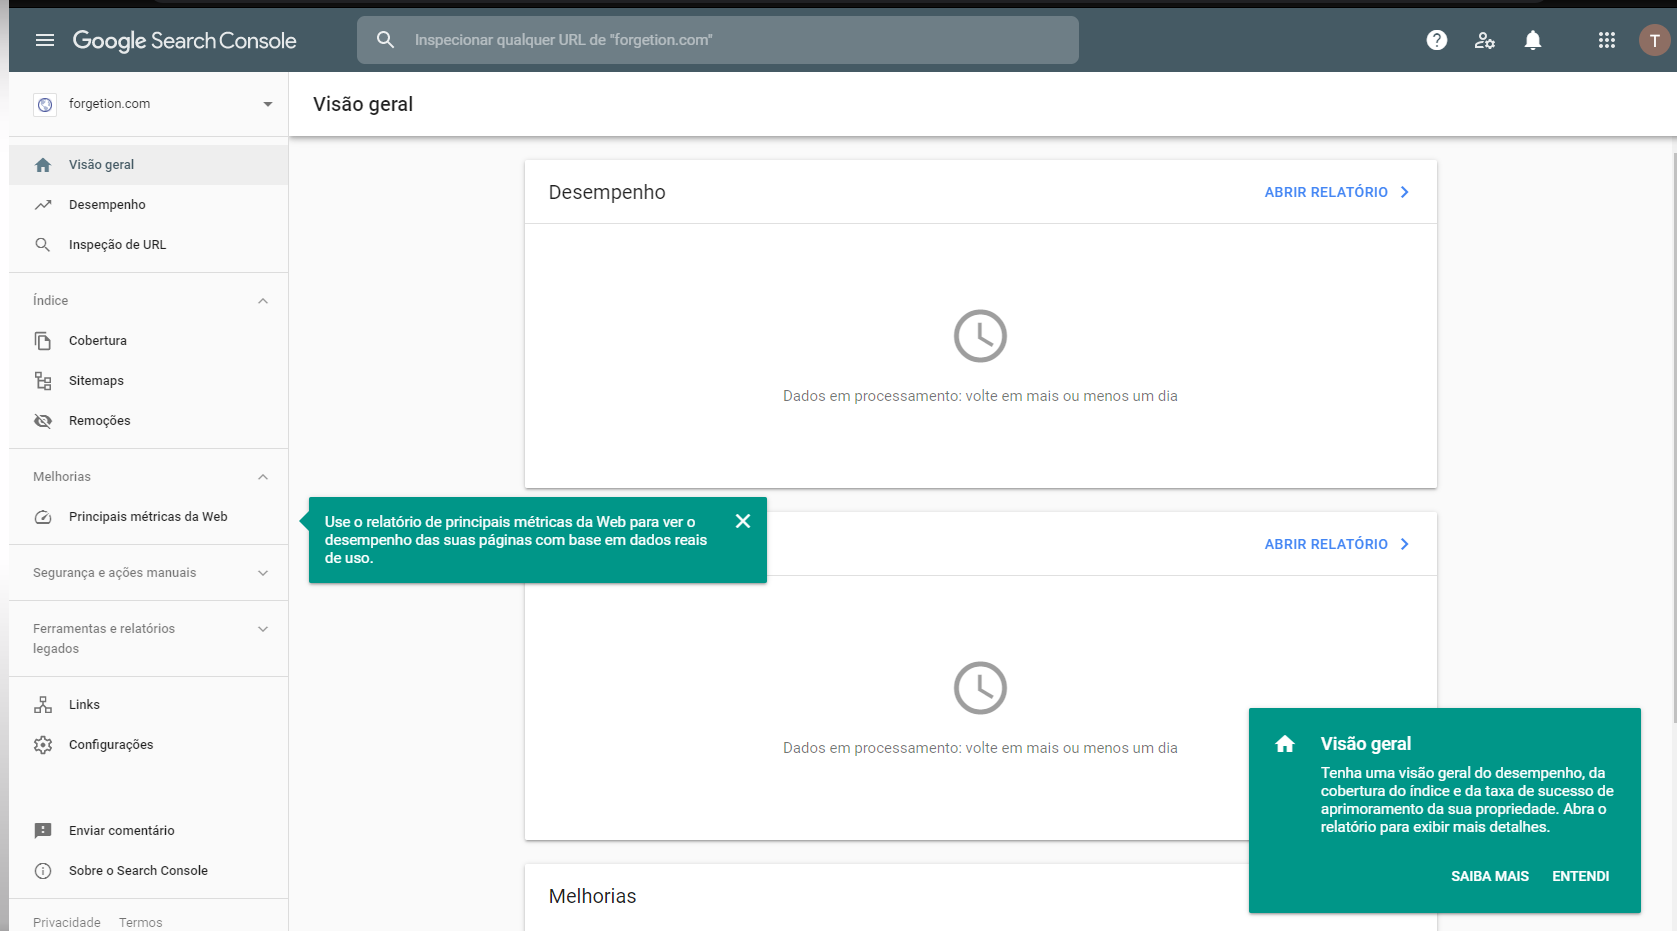 Google Search Console
Inspecionar qualquer URL de "forgetion.com"
T
forgetion.com
Visão geral
Visão geral
Desempenho
Inspeção de URL
Índice
Cobertura
Sitemaps
Remoções
Melhorias
Principais métricas da Web
Segurança e ações manuais
Ferramentas e relatórios
legados
Links
Configurações
Enviar comentário
Sobre o Search Console
Privacidade Termos
Desempenho
ABRIR RELATÓRIO
Dados em processamento: volte em mais ou menos um dia
Use o relatório de principais métricas da Web para ver o
desempenho das suas páginas com base em dados reais
de uso.
ABRIR RELATÓRIO
Dados em processamento: volte em mais ou menos um dia
Melhorias
Visão geral
Tenha uma visão geral do desempenho, da
cobertura do índice e da taxa de sucesso de
aprimoramento da sua propriedade. Abra o
relatório para exibir mais detalhes.
SAIBA MAIS ENTENDI